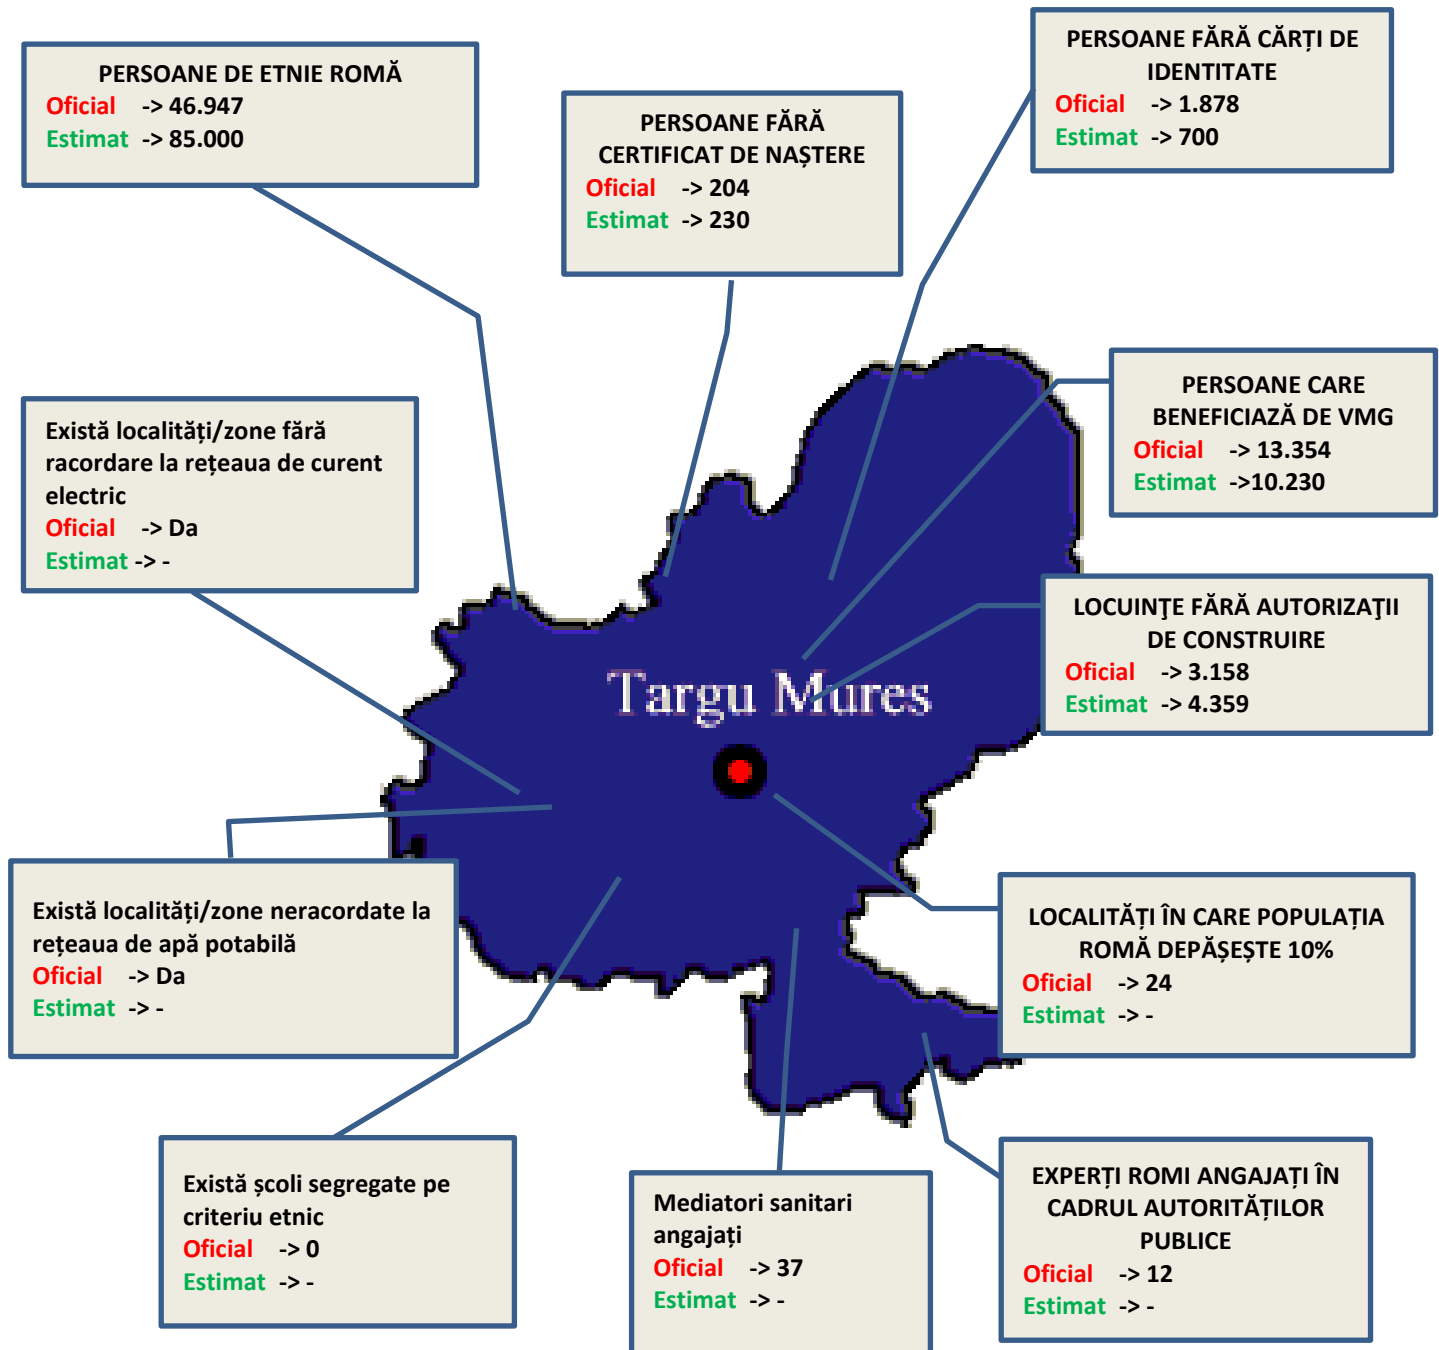 PERSOANE DE ETNIE ROMĂ
Oficial -> 46.947
Estimat -> 85.000
PERSOANE FĂRĂ
CERTIFICAT DE NAȘTERE
Oficial -> 204
Estimat -> 230
PERSOANE FĂRĂ CĂRȚI DE
IDENTITATE
Oficial -> 1.878
Estimat -> 700
PERSOANE CARE
BENEFICIAZĂ DE VMG
Oficial -> 13.354
Estimat ->10.230
Există localități/zone fără
racordare la rețeaua de curent
electric
Oficial -> Da
Estimat -> -
LOCUINŢE FĂRĂ AUTORIZAŢII
DE CONSTRUIRE
Oficial -> 3.158
Estimat -> 4.359
Targu Mures
Există localități/zone neracordate la
rețeaua de apă potabilă
Oficial -> Da
Estimat -> -
LOCALITĂȚI ÎN CARE POPULAȚIA
ROMĂ DEPĂȘEȘTE 10%
Oficial -> 24
Estimat -> -
Există școli segregate pe
criteriu etnic
Oficial -> 0
Estimat -> -
Mediatori sanitari
angajați
Oficial -> 37
Estimat -> -
EXPERȚI ROMI ANGAJAȚI ÎN
CADRUL AUTORITĂȚILOR
PUBLICE
Oficial -> 12
Estimat -> -